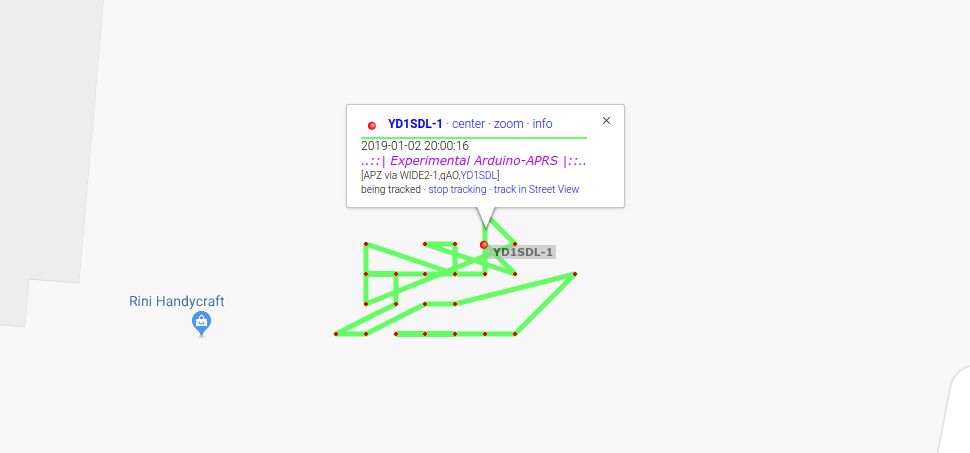 YD1SDL-1 · center · zoom · info ×
2019-01-02 20:00:16
..::| Experimental Arduino-APRS |::..
[APZ via WIDE2-1,qAO,YD1SDL]
being tracked · stop tracking · track in Street View
YD1SDL-1
Rini Handycraft